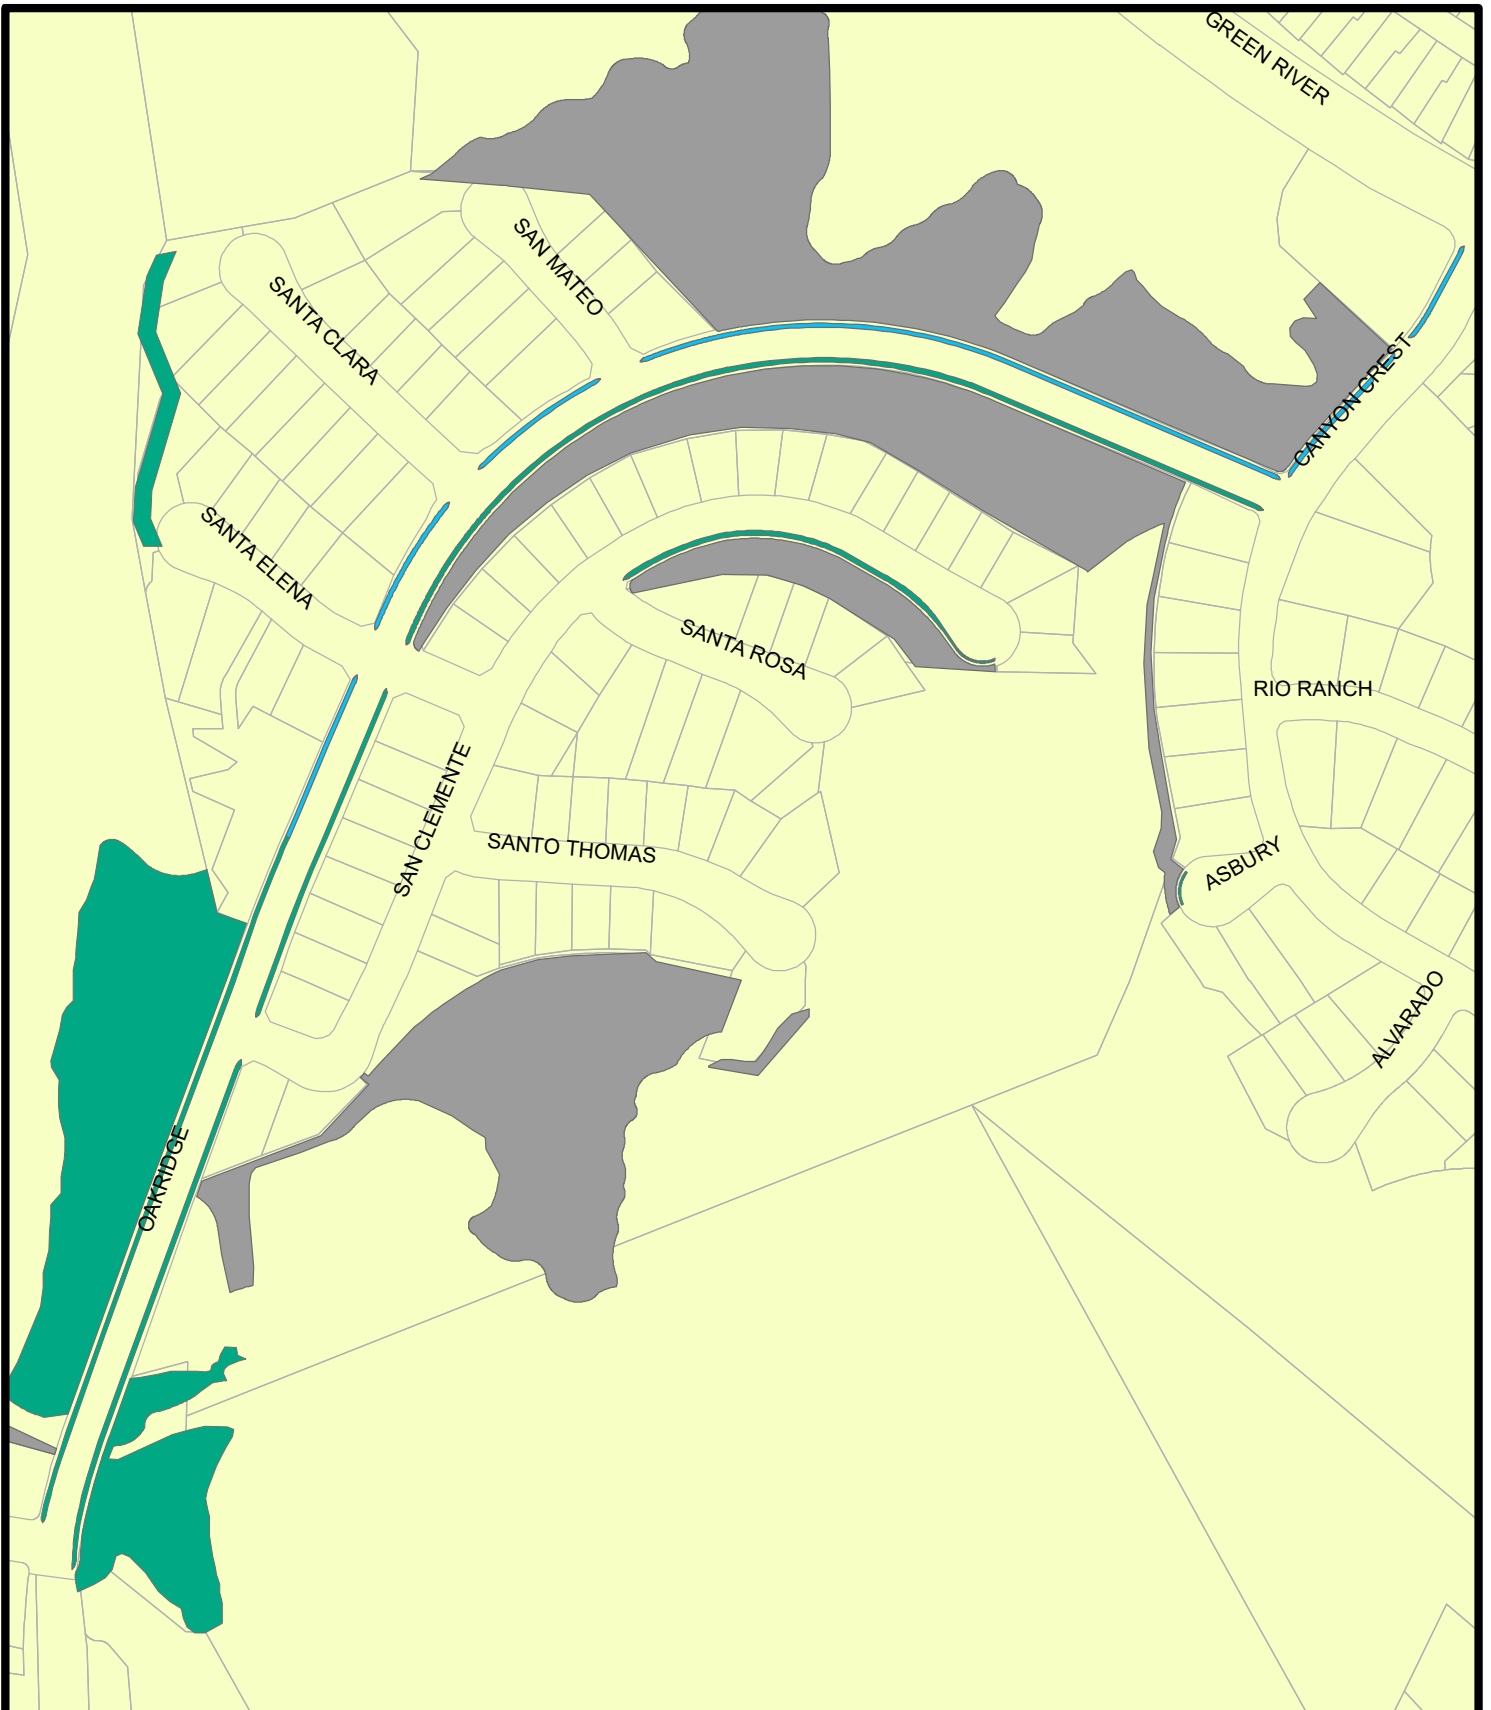 GREEN RIVER
SAN MATEO
SANTA CLARA
CANYON CREST
SANTA ELENA
SANTA ROSA
RIO RANCH
SAN CLEMENTE
SANTO THOMAS
ASBURY
ALVARADO
OAKRIDGE